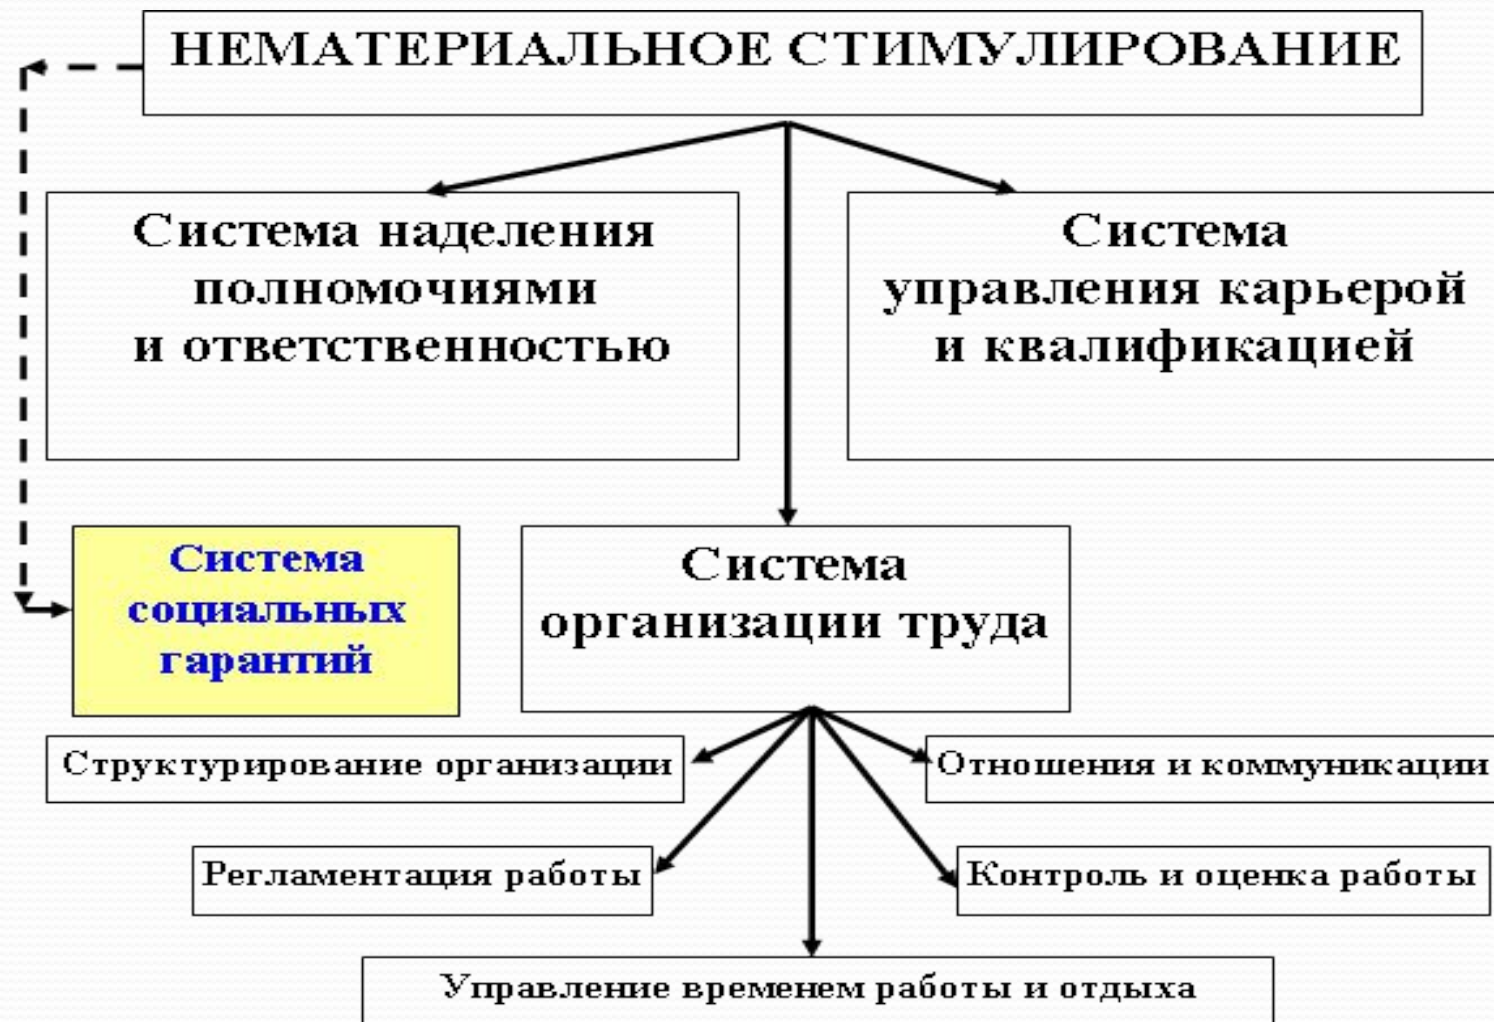 НЕМАТЕРИАЛЬНОЕ СТИМУЛИРОВАНИЕ
Система наделения
полномочиями
и ответственностью
Система
управления карьерой
и квалификацией
Система
социальных
гарантий
Система
организации труда
Структурирование организации
Отношения и коммуникации
Регламентация работы
Контроль и оценка работы
Управление временем работы и отдыха